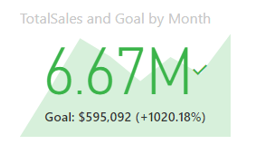 TotalSales and Goal by Month
6.67M
Goal: $595,092 (+1020.18%)